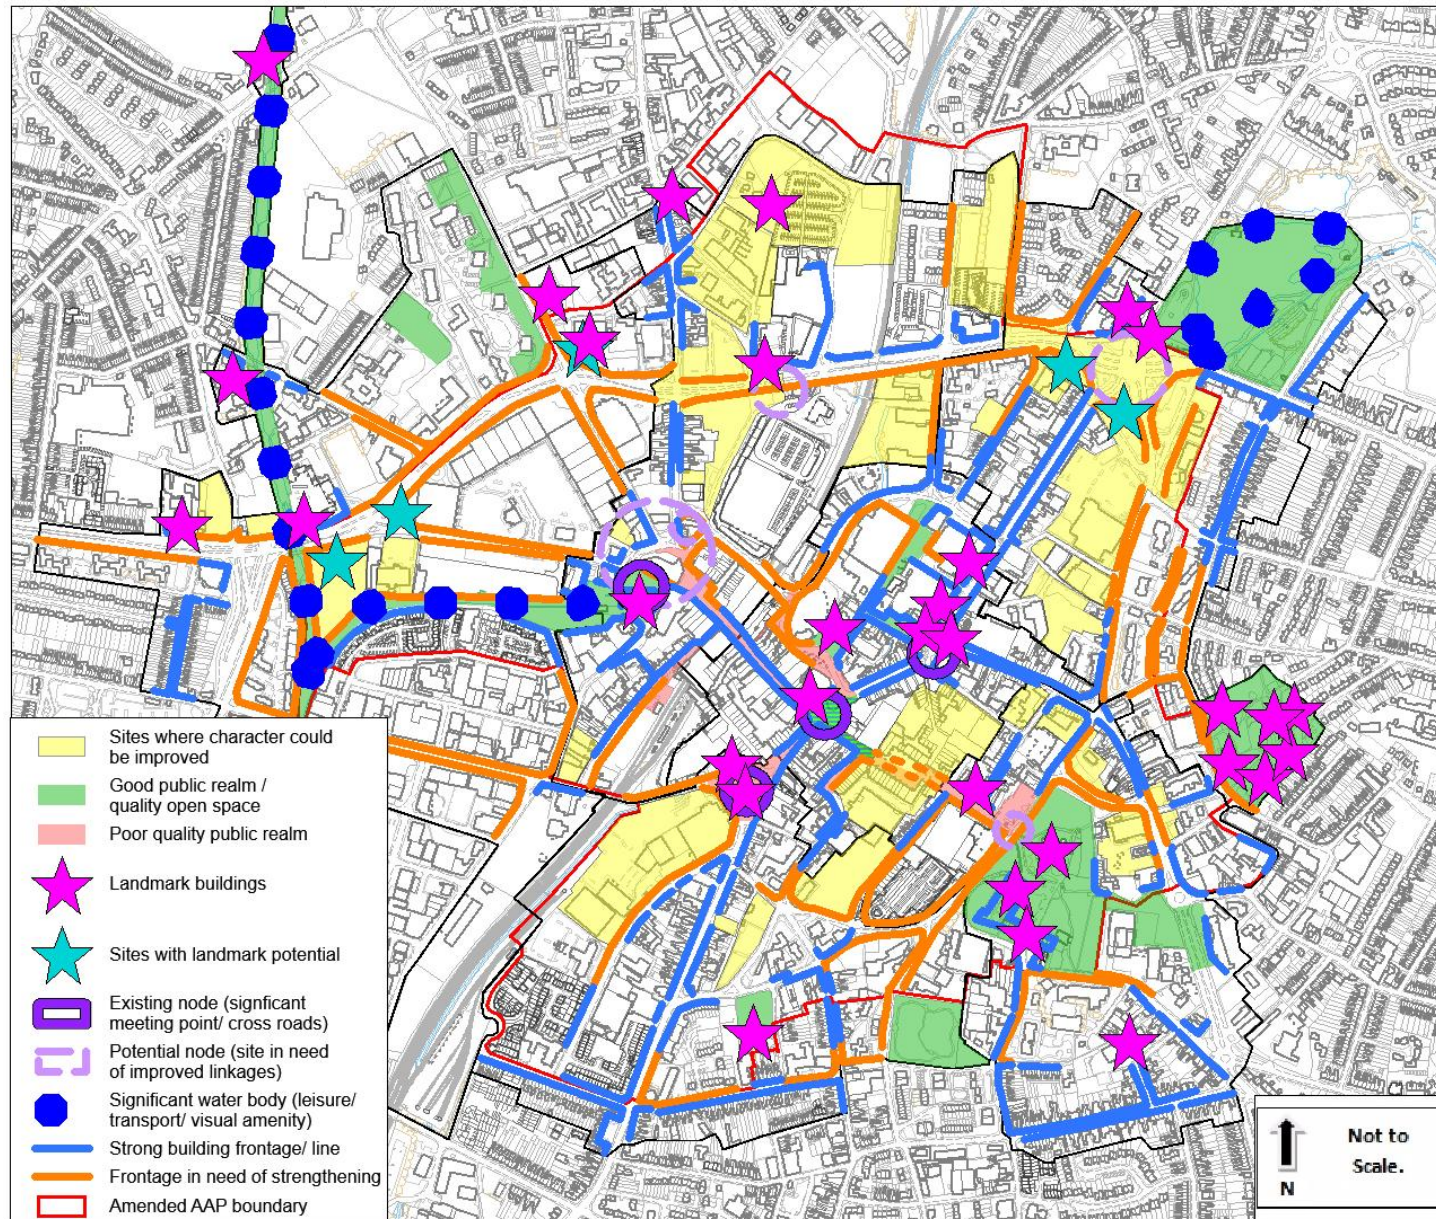 Sites where character could
be improved
Good public realm /
quality open space
Poor quality public realm
Landmark buildings
Sites with landmark potential
Existing node (signficant
meeting point/ cross roads)
Potential node (site in need
of improved linkages)
Significant water body (leisure/
transport/ visual amenity)
Strong building frontage/ line
Frontage in need of strengthening
Amended AAP boundary
Not to
Scale.
N